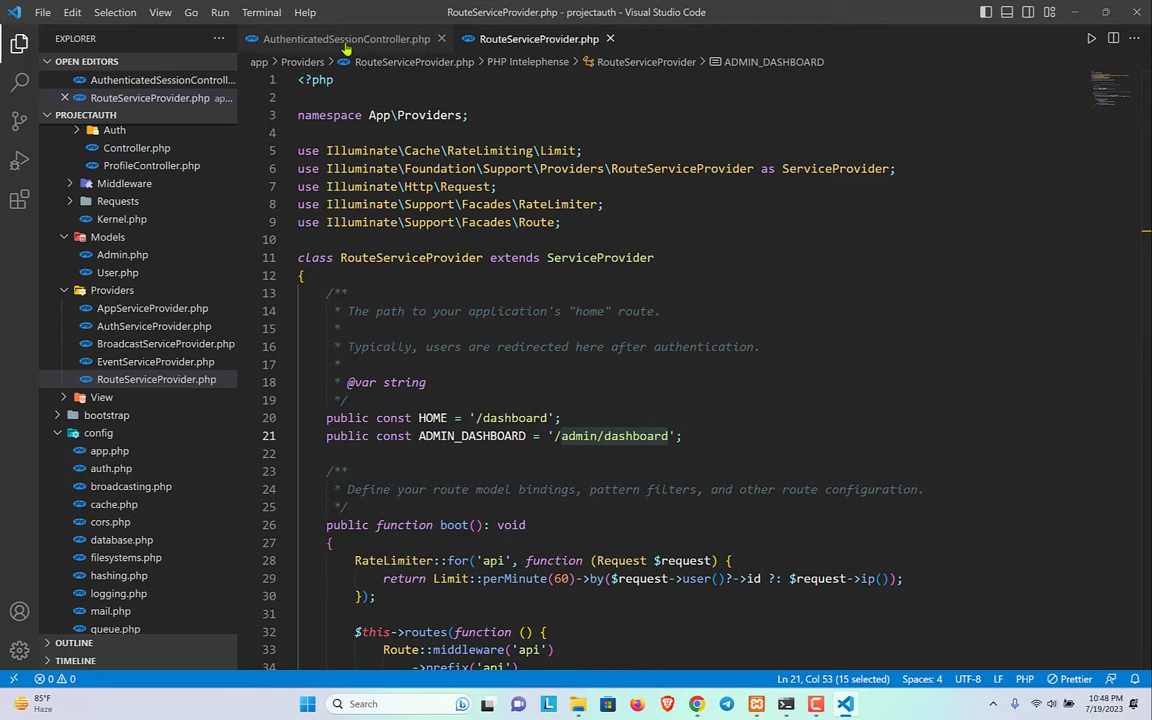 File Edit Selection View Go Run Terminal Help RouteServiceProvider.php - projectauth - Visual Studio Code
EXPLORER
OPEN EDITORS
AuthenticatedSessionControll...
RouteServiceProvider.php ap...
PROJECTAUTH
Auth
Controller.php
ProfileController.php
Middleware
Requests
Kernel.php
Models
Admin.php
User.php
Providers
AppServiceProvider.php
AuthServiceProvider.php
BroadcastServiceProvider.php
EventServiceProvider.php
RouteServiceProvider.php
View
bootstrap
config
app.php
auth.php
broadcasting.php
cache.php
cors.php
database.php
filesystems.php
hashing.php
logging.php
mail.php
queue.php
OUTLINE
TIMELINE
AuthenticatedSessionController.php RouteServiceProvider.php
app Providers RouteServiceProvider.php PHP Intelephense RouteServiceProvider ADMIN_DASHBOARD
1 <?php
2
3 namespace App\Providers;
4
5 use Illuminate\Cache\RateLimiting\Limit;
6 use Illuminate\Foundation\Support\Providers\RouteServiceProvider as ServiceProvider;
7 use Illuminate\Http\Request;
8 use Illuminate\Support\Facades\RateLimiter;
9 use Illuminate\Support\Facades\Route;
10
11 class RouteServiceProvider extends ServiceProvider
12 {
13 /**
14 * The path to your application's "home" route.
15 *
16 * Typically, users are redirected here after authentication.
17 *
18 * @var string
19 */
20 public const HOME = '/dashboard';
21 public const ADMIN_DASHBOARD = '/admin/dashboard';
22
23 /**
24 * Define your route model bindings, pattern filters, and other route configuration.
25 */
26 public function boot(): void
27 {
28 RateLimiter::for('api', function (Request $request) {
29 return Limit::perMinute(60)->by($request->user()?->id ?: $request->ip());
30 });
31
32 $this->routes(function () {
33 Route::middleware('api')
34 ->prefix('api')
0 0 Ln 21, Col 53 (15 selected) Spaces: 4 UTF-8 LF PHP Prettier
85°F
Haze
Search
10:48 PM
7/19/2023